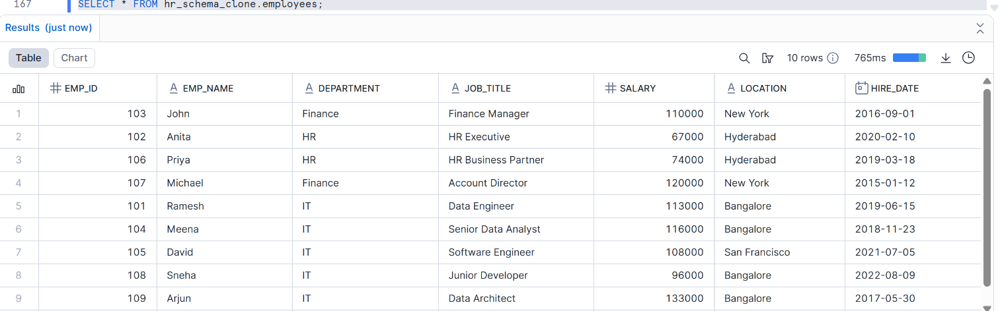 167 SELECT * FROM hr_schema_clone.employees;
Results (just now)
Table Chart 10 rows 765ms
EMP_ID EMP_NAME DEPARTMENT JOB_TITLE SALARY LOCATION HIRE_DATE
1 103 John Finance Finance Manager 110000 New York 2016-09-01
2 102 Anita HR HR Executive 67000 Hyderabad 2020-02-10
3 106 Priya HR HR Business Partner 74000 Hyderabad 2019-03-18
4 107 Michael Finance Account Director 120000 New York 2015-01-12
5 101 Ramesh IT Data Engineer 113000 Bangalore 2019-06-15
6 104 Meena IT Senior Data Analyst 116000 Bangalore 2018-11-23
7 105 David IT Software Engineer 108000 San Francisco 2021-07-05
8 108 Sneha IT Junior Developer 96000 Bangalore 2022-08-09
9 109 Arjun IT Data Architect 133000 Bangalore 2017-05-30